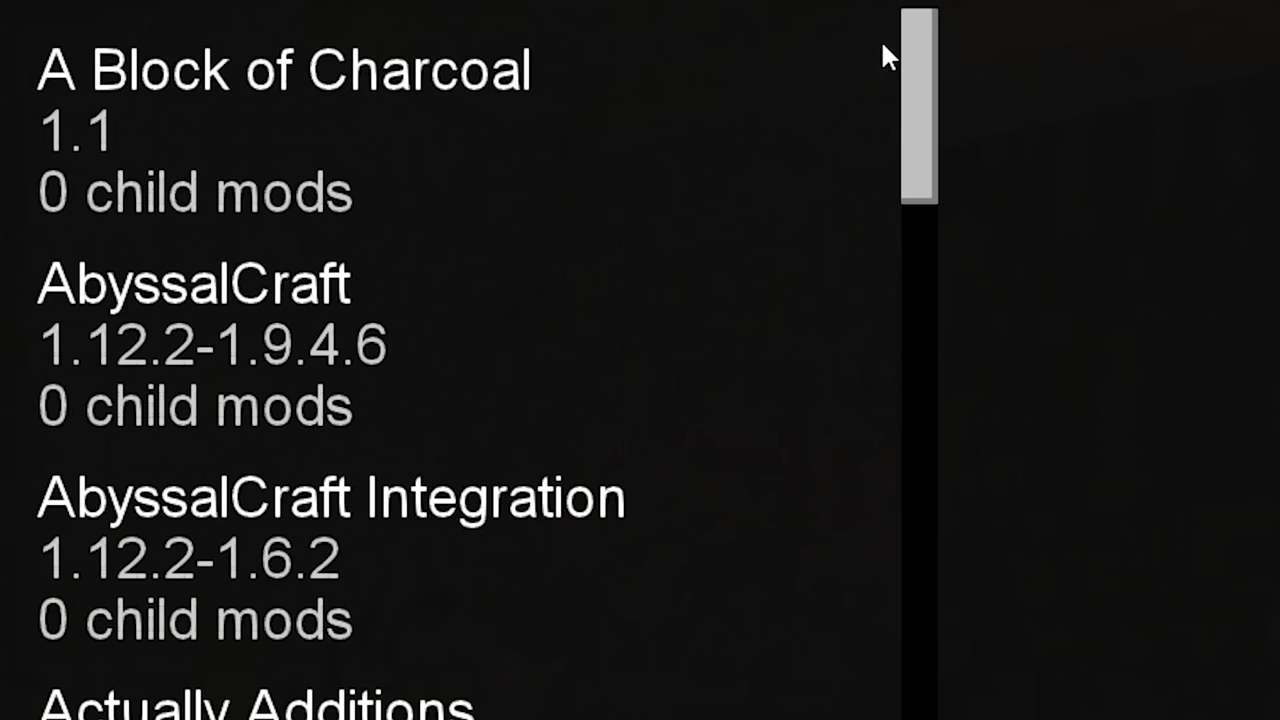 A Block of Charcoal
1.1
0 child mods
AbyssalCraft
1.12.2-1.9.4.6
0 child mods
AbyssalCraft Integration
1.12.2-1.6.2
0 child mods
Actually Additions